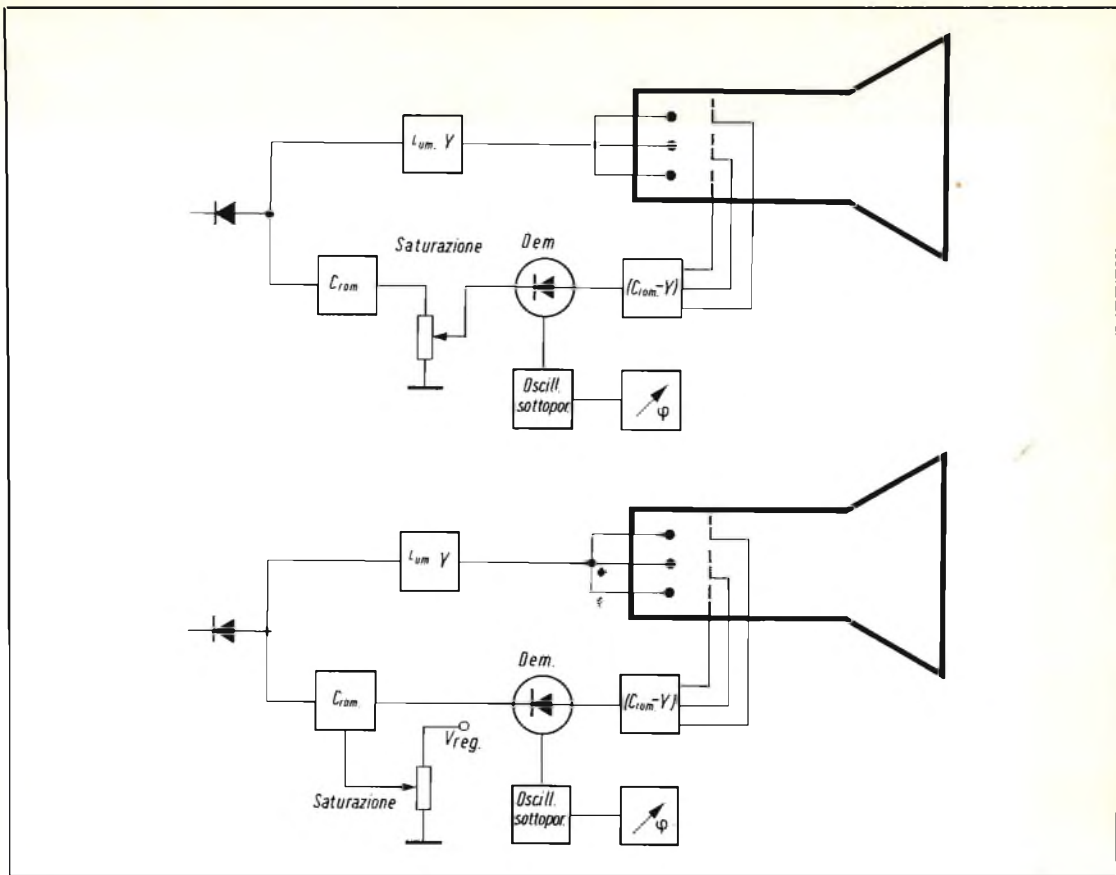 Lum. Y
Saturazione
Dem
Crom
(Crom.-Y)
Oscill.
sottopor.
φ
Lum Y
Dem.
Crom.
(Crom-Y)
Vreg.
Saturazione
Oscill.
sottopor.
φ